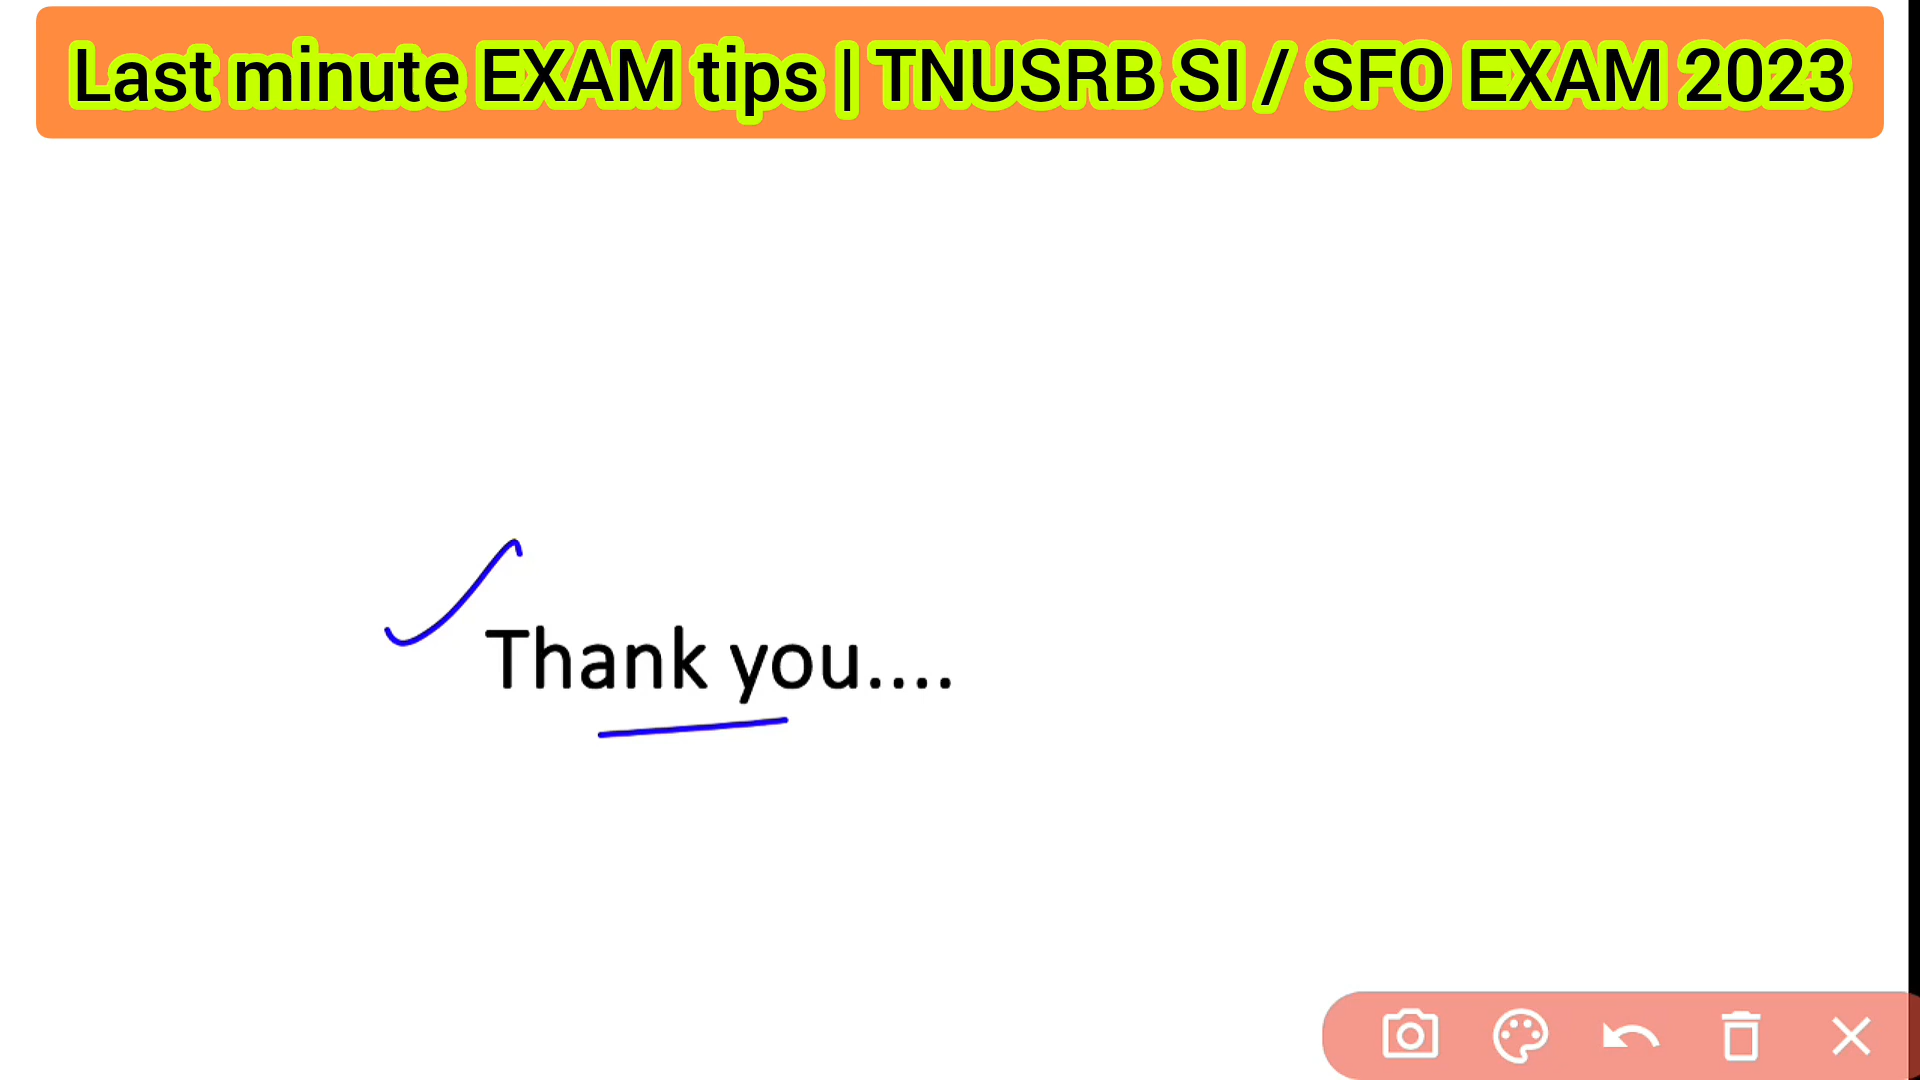 Last minute EXAM tips | TNUSRB SI / SFO EXAM 2023
Thank you....